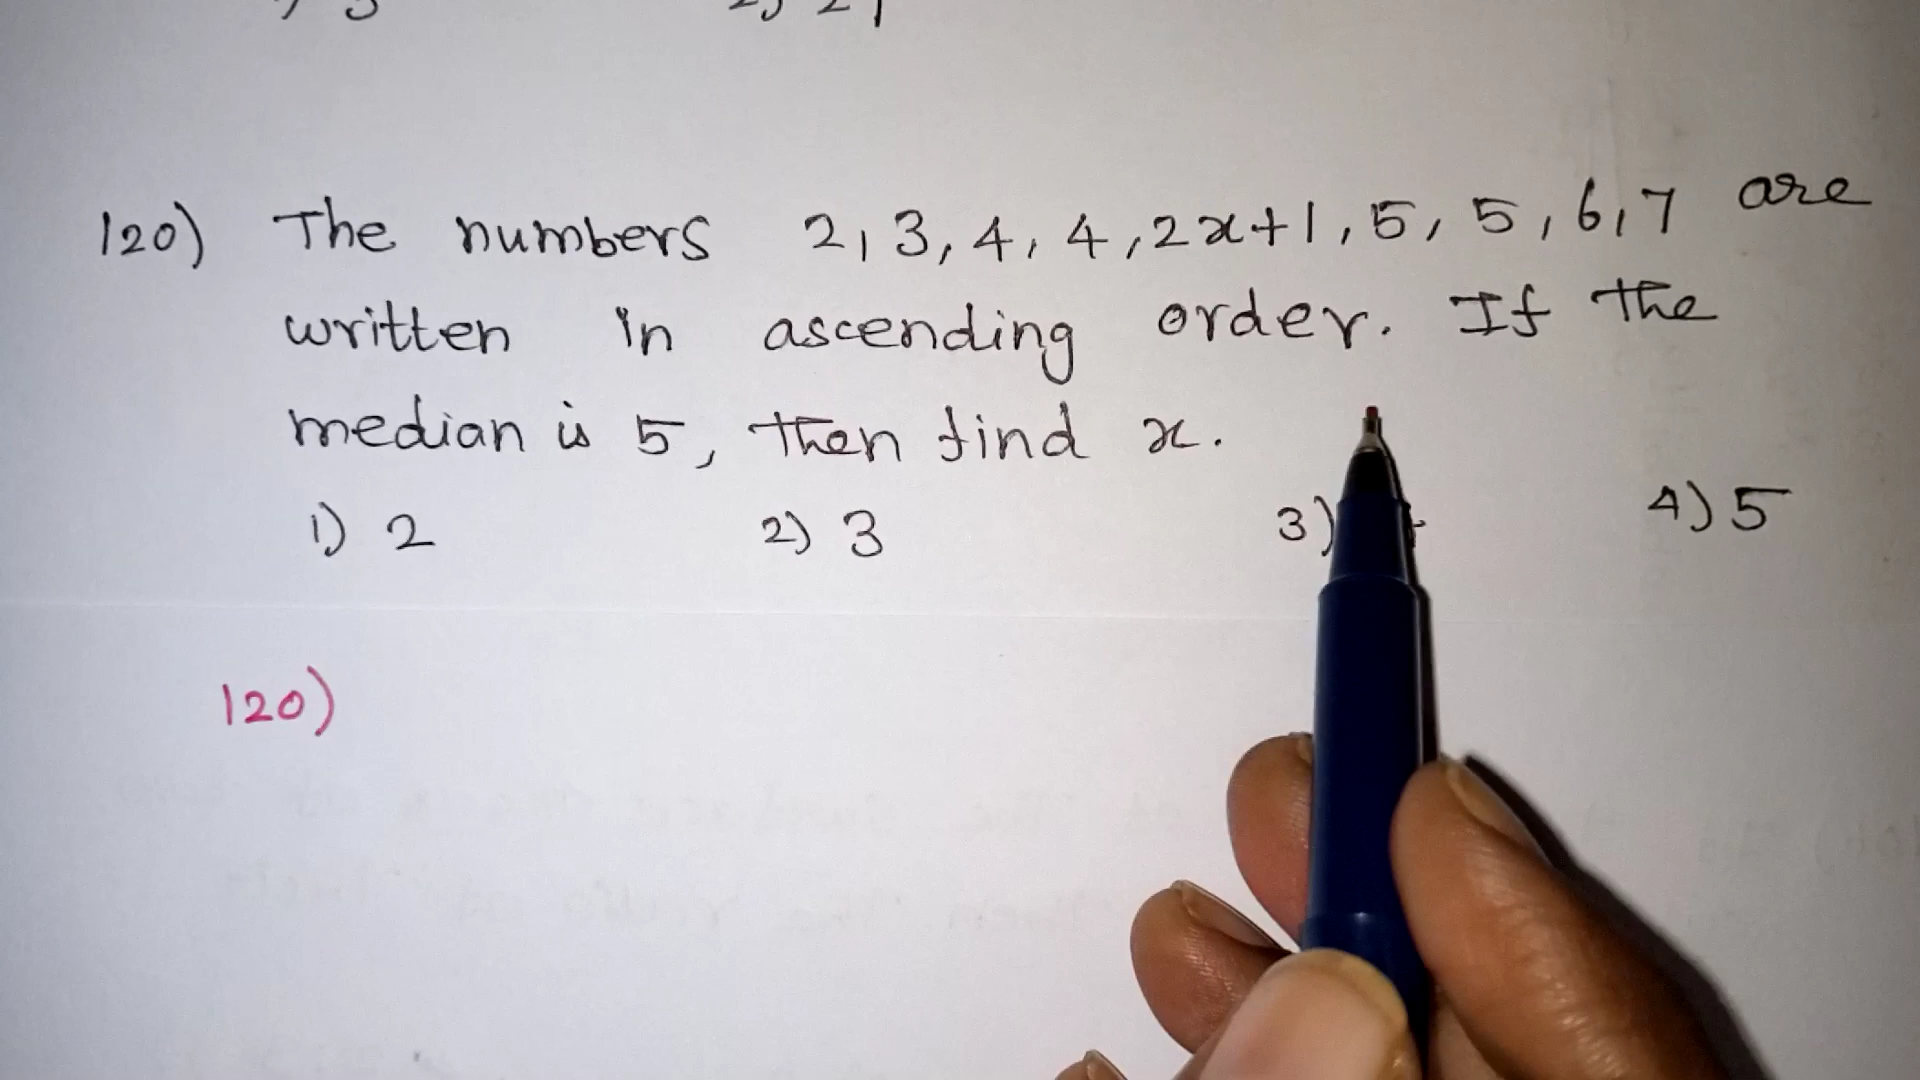 120) The numbers 2, 3, 4, 4, 2x+1, 5, 5, 6, 7 are
written in ascending order. If the
median is 5, then find x.
1) 2 2) 3 3) 4) 5
120)